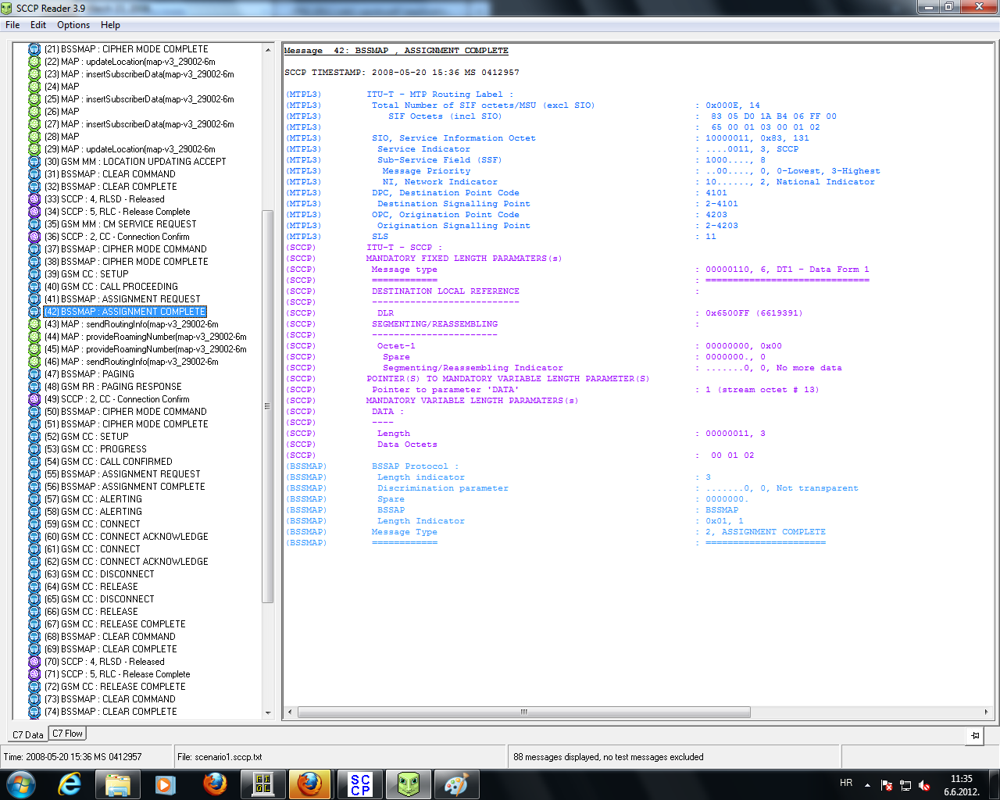 SCCP Reader 3.9
File Edit Options Help
(21) BSSMAP : CIPHER MODE COMPLETE
(22) MAP : updateLocation(map-v3_29002-6m
(23) MAP : insertSubscriberData(map-v3_29002-6m
(24) MAP
(25) MAP : insertSubscriberData(map-v3_29002-6m
(26) MAP
(27) MAP : insertSubscriberData(map-v3_29002-6m
(28) MAP
(29) MAP : updateLocation(map-v3_29002-6m
(30) GSM MM : LOCATION UPDATING ACCEPT
(31) BSSMAP : CLEAR COMMAND
(32) BSSMAP : CLEAR COMPLETE
(33) SCCP : 4, RLSD - Released
(34) SCCP : 5, RLC - Release Complete
(35) GSM MM : CM SERVICE REQUEST
(36) SCCP : 2, CC - Connection Confirm
(37) BSSMAP : CIPHER MODE COMMAND
(38) BSSMAP : CIPHER MODE COMPLETE
(39) GSM CC : SETUP
(40) GSM CC : CALL PROCEEDING
(41) BSSMAP : ASSIGNMENT REQUEST
(42) BSSMAP : ASSIGNMENT COMPLETE
(43) MAP : sendRoutingInfo(map-v3_29002-6m
(44) MAP : provideRoamingNumber(map-v3_29002-6m
(45) MAP : provideRoamingNumber(map-v3_29002-6m
(46) MAP : sendRoutingInfo(map-v3_29002-6m
(47) BSSMAP : PAGING
(48) GSM RR : PAGING RESPONSE
(49) SCCP : 2, CC - Connection Confirm
(50) BSSMAP : CIPHER MODE COMMAND
(51) BSSMAP : CIPHER MODE COMPLETE
(52) GSM CC : SETUP
(53) GSM CC : PROGRESS
(54) GSM CC : CALL CONFIRMED
(55) BSSMAP : ASSIGNMENT REQUEST
(56) BSSMAP : ASSIGNMENT COMPLETE
(57) GSM CC : ALERTING
(58) GSM CC : ALERTING
(59) GSM CC : CONNECT
(60) GSM CC : CONNECT ACKNOWLEDGE
(61) GSM CC : CONNECT
(62) GSM CC : CONNECT ACKNOWLEDGE
(63) GSM CC : DISCONNECT
(64) GSM CC : RELEASE
(65) GSM CC : DISCONNECT
(66) GSM CC : RELEASE
(67) GSM CC : RELEASE COMPLETE
(68) BSSMAP : CLEAR COMMAND
(69) BSSMAP : CLEAR COMPLETE
(70) SCCP : 4, RLSD - Released
(71) SCCP : 5, RLC - Release Complete
(72) GSM CC : RELEASE COMPLETE
(73) BSSMAP : CLEAR COMMAND
(74) BSSMAP : CLEAR COMPLETE
Message 42: BSSMAP , ASSIGNMENT COMPLETE
SCCP TIMESTAMP: 2008-05-20 15:36 MS 0412957
(MTPL3) ITU-T - MTP Routing Label :
(MTPL3) Total Number of SIF octets/MSU (excl SIO) : 0x000E, 14
(MTPL3) SIF Octets (incl SIO) : 83 05 D0 1A B4 06 FF 00
(MTPL3) : 65 00 01 03 00 01 02
(MTPL3) SIO, Service Information Octet : 10000011, 0x83, 131
(MTPL3) Service Indicator : ....0011, 3, SCCP
(MTPL3) Sub-Service Field (SSF) : 1000...., 8
(MTPL3) Message Priority : ..00...., 0, 0-Lowest, 3-Highest
(MTPL3) NI, Network Indicator : 10......, 2, National Indicator
(MTPL3) DPC, Destination Point Code : 4101
(MTPL3) Destination Signalling Point : 2-4101
(MTPL3) OPC, Origination Point Code : 4203
(MTPL3) Origination Signalling Point : 2-4203
(MTPL3) SLS : 11
(SCCP) ITU-T - SCCP :
(SCCP) MANDATORY FIXED LENGTH PARAMATERS(s)
(SCCP) Message type : 00000110, 6, DT1 - Data Form 1
(SCCP) ============ : ==============================
(SCCP) DESTINATION LOCAL REFERENCE :
(SCCP) ---------------------------
(SCCP) DLR : 0x6500FF (6619391)
(SCCP) SEGMENTING/REASSEMBLING :
(SCCP) -----------------------
(SCCP) Octet-1 : 00000000, 0x00
(SCCP) Spare : 0000000., 0
(SCCP) Segmenting/Reassembling Indicator : .......0, 0, No more data
(SCCP) POINTER(S) TO MANDATORY VARIABLE LENGTH PARAMETER(S)
(SCCP) Pointer to parameter 'DATA' : 1 (stream octet # 13)
(SCCP) MANDATORY VARIABLE LENGTH PARAMATERS(s)
(SCCP) DATA :
(SCCP) ----
(SCCP) Length : 00000011, 3
(SCCP) Data Octets
(SCCP) : 00 01 02
(BSSMAP) BSSAP Protocol :
(BSSMAP) Length indicator : 3
(BSSMAP) Discrimination parameter : .......0, 0, Not transparent
(BSSMAP) Spare : 0000000.
(BSSMAP) BSSAP : BSSMAP
(BSSMAP) Length Indicator : 0x01, 1
(BSSMAP) Message Type : 2, ASSIGNMENT COMPLETE
(BSSMAP) ============ : ======================
C7 Data C7 Flow
Time: 2008-05-20 15:36 MS 0412957 File: scenario1.sccp.txt 88 messages displayed, no test messages excluded
SC
CP
HR
11:35
6.6.2012.